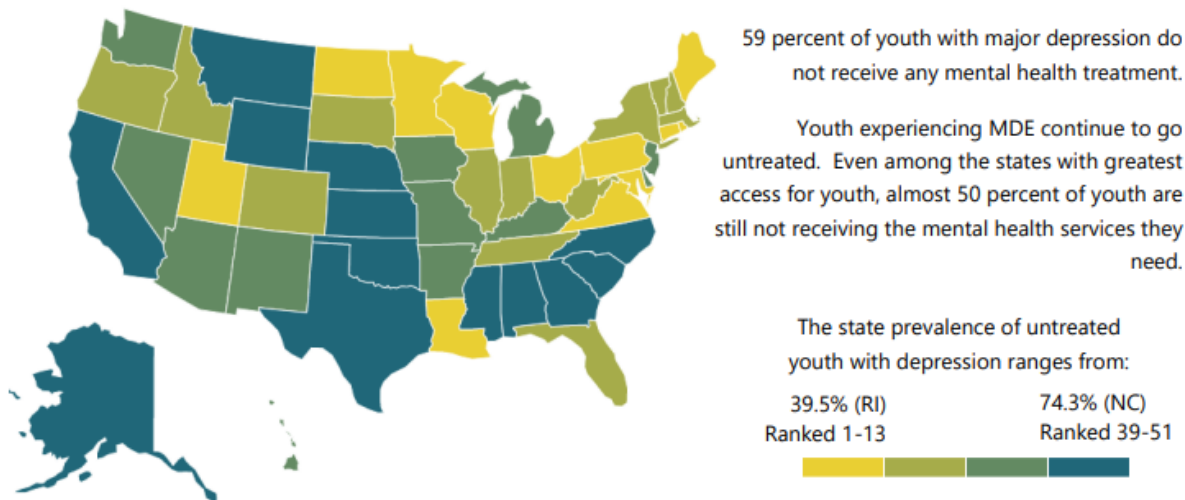 59 percent of youth with major depression do
not receive any mental health treatment.
Youth experiencing MDE continue to go
untreated. Even among the states with greatest
access for youth, almost 50 percent of youth are
still not receiving the mental health services they
need.
The state prevalence of untreated
youth with depression ranges from:
39.5% (RI)
Ranked 1-13
74.3% (NC)
Ranked 39-51